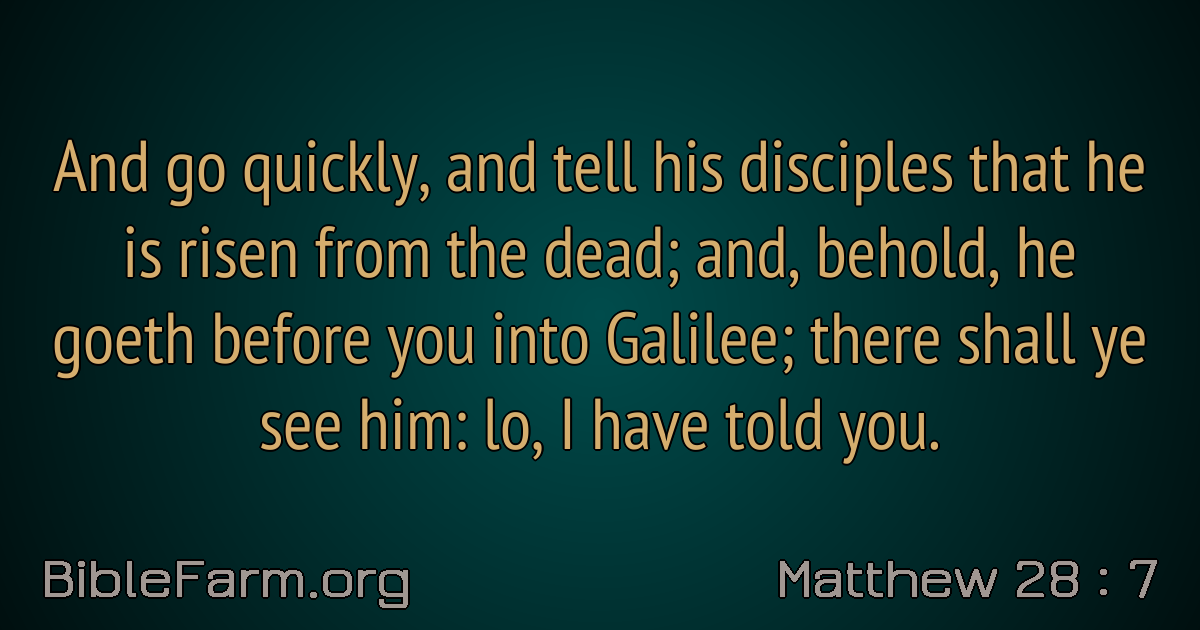 And go quickly, and tell his disciples that he
is risen from the dead; and, behold, he
goeth before you into Galilee; there shall ye
see him: lo, I have told you.
BibleFarm.org
Matthew 28 : 7